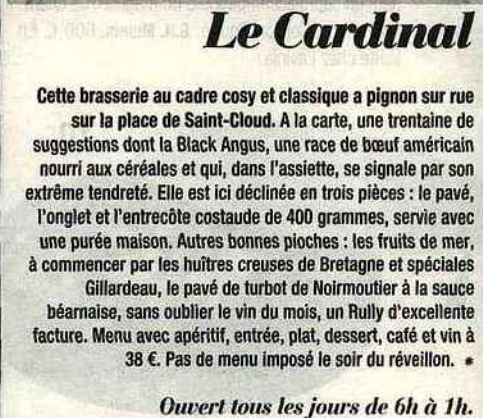 Le Cardinal
Cette brasserie au cadre cosy et classique a pignon sur rue
sur la place de Saint-Cloud. A la carte, une trentaine de
suggestions dont la Black Angus, une race de bœuf américain
nourri aux céréales et qui, dans l'assiette, se signale par son
extrême tendreté. Elle est ici déclinée en trois pièces : le pavé,
l'onglet et l'entrecôte costaude de 400 grammes, servie avec
une purée maison. Autres bonnes pioches : les fruits de mer,
à commencer par les huîtres creuses de Bretagne et spéciales
Gillardeau, le pavé de turbot de Noirmoutier à la sauce
béarnaise, sans oublier le vin du mois, un Rully d'excellente
facture. Menu avec apéritif, entrée, plat, dessert, café et vin à
38 €. Pas de menu imposé le soir du réveillon. *
Ouvert tous les jours de 6h à 1h.